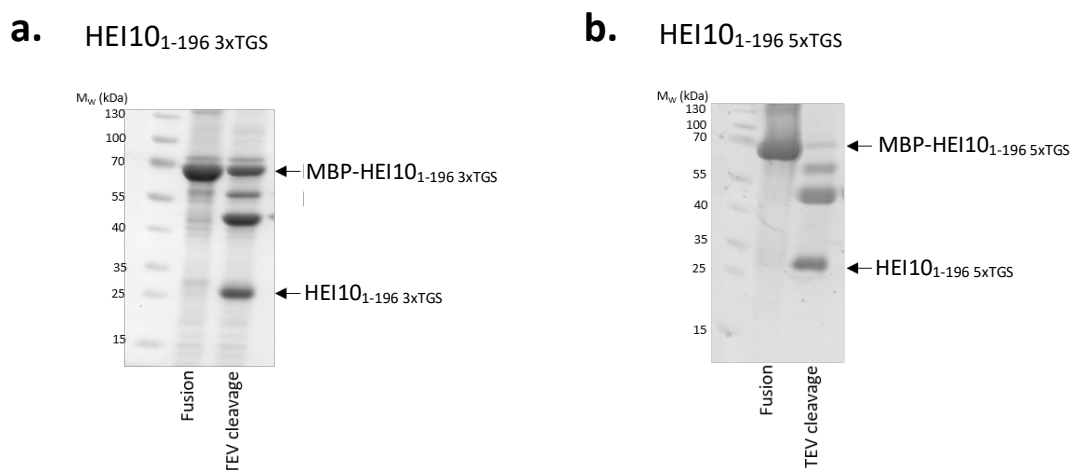 a.
HEI10₁₋₁₉₆ ₃ₓTGS
Mw (kDa)
130
100
70
55
40
35
25
15
MBP-HEI10₁₋₁₉₆ ₃ₓTGS
HEI10₁₋₁₉₆ ₃ₓTGS
Fusion
TEV cleavage
b.
HEI10₁₋₁₉₆ ₅ₓTGS
Mw (kDa)
130
100
70
55
40
35
25
15
MBP-HEI10₁₋₁₉₆ ₅ₓTGS
HEI10₁₋₁₉₆ ₅ₓTGS
Fusion
TEV cleavage